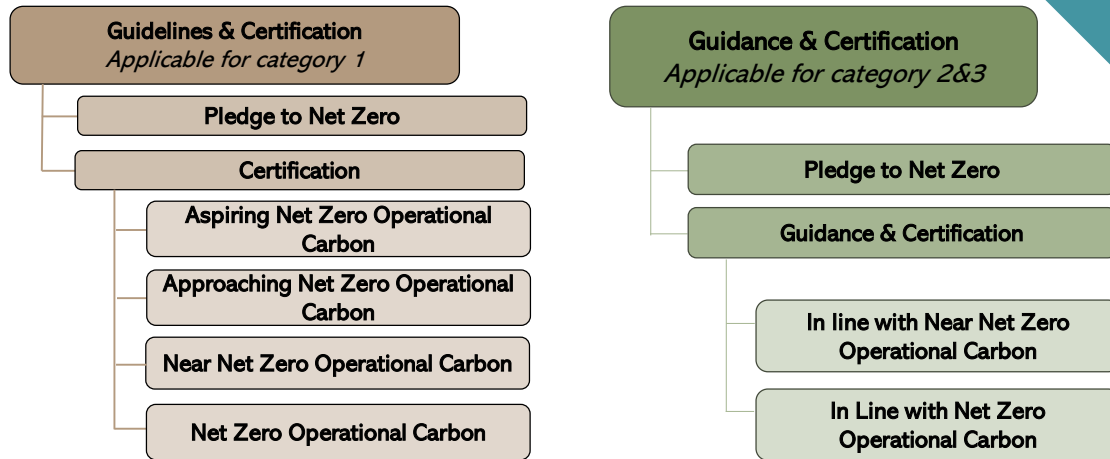 Guidelines & Certification
Applicable for category 1
Pledge to Net Zero
Certification
Aspiring Net Zero Operational
Carbon
Approaching Net Zero Operational
Carbon
Near Net Zero Operational Carbon
Net Zero Operational Carbon
Guidance & Certification
Applicable for category 2&3
Pledge to Net Zero
Guidance & Certification
In line with Near Net Zero
Operational Carbon
In Line with Net Zero
Operational Carbon